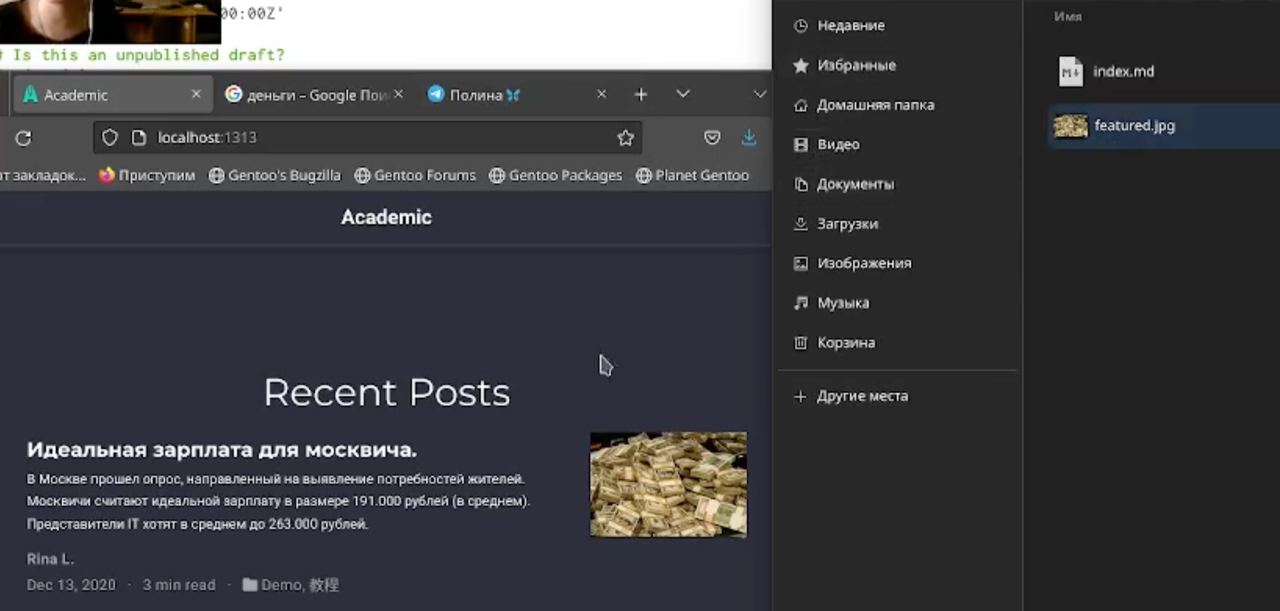 00:00Z'
# Is this an unpublished draft?
Academic
деньги – Google Пои
Полина
localhost:1313
т закладок...
Приступим
Gentoo's Bugzilla
Gentoo Forums
Gentoo Packages
Planet Gentoo
Academic
Recent Posts
Идеальная зарплата для москвича.
В Москве прошел опрос, направленный на выявление потребностей жителей.
Москвичи считают идеальной зарплату в размере 191.000 рублей (в среднем).
Представители IT хотят в среднем до 263.000 рублей.
Rina L.
Dec 13, 2020 · 3 min read · Demo, 教程
Недавние
Избранные
Домашняя папка
Видео
Документы
Загрузки
Изображения
Музыка
Корзина
Другие места
Имя
index.md
featured.jpg